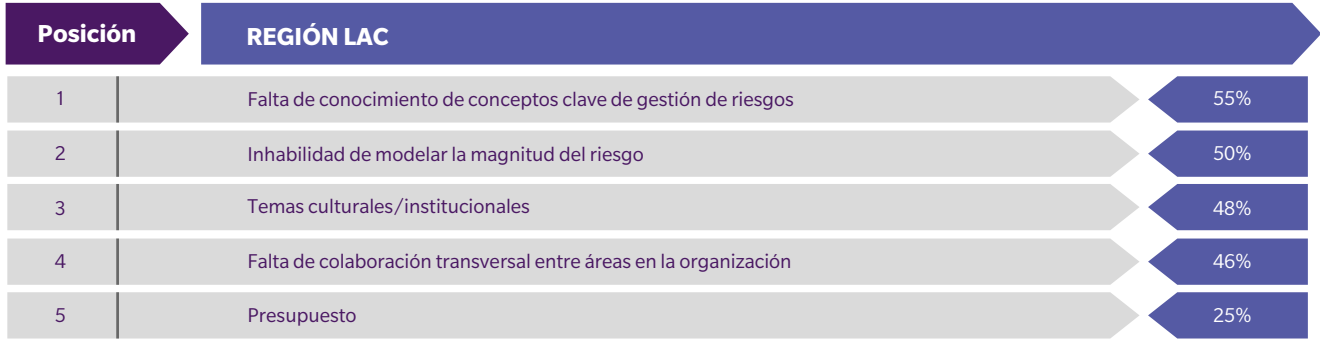 Posición REGIÓN LAC
1 Falta de conocimiento de conceptos clave de gestión de riesgos 55%
2 Inhabilidad de modelar la magnitud del riesgo 50%
3 Temas culturales/institucionales 48%
4 Falta de colaboración transversal entre áreas en la organización 46%
5 Presupuesto 25%